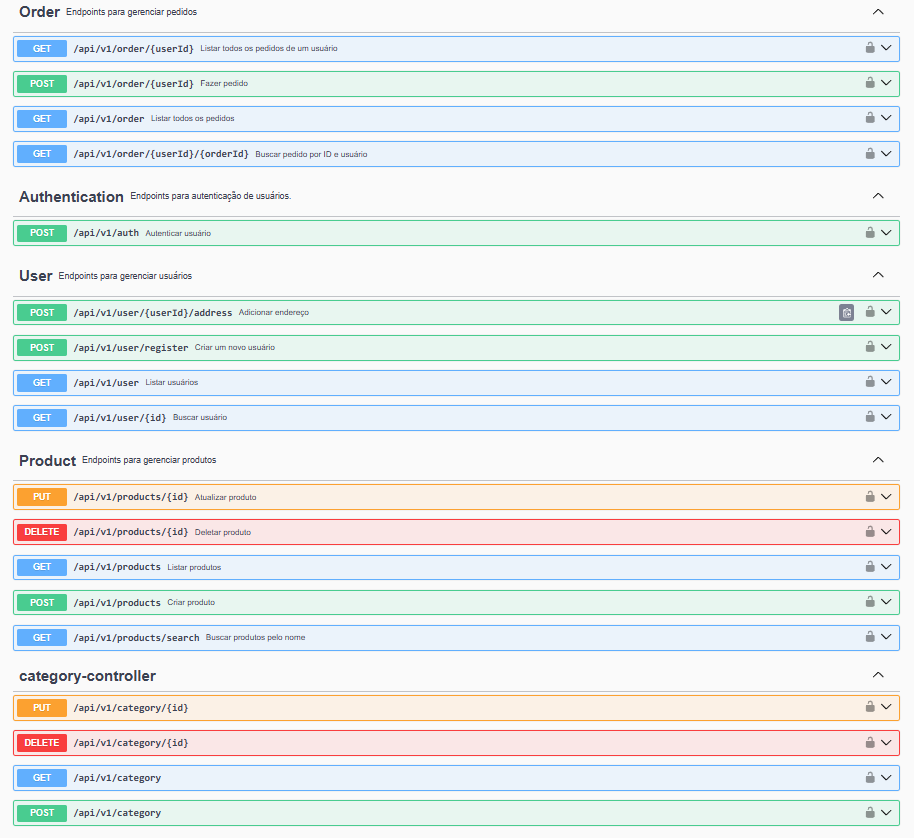 Order Endpoints para gerenciar pedidos
GET /api/v1/order/{userId} Listar todos os pedidos de um usuário
POST /api/v1/order/{userId} Fazer pedido
GET /api/v1/order Listar todos os pedidos
GET /api/v1/order/{userId}/{orderId} Buscar pedido por ID e usuário
Authentication Endpoints para autenticação de usuários.
POST /api/v1/auth Autenticar usuário
User Endpoints para gerenciar usuários
POST /api/v1/user/{userId}/address Adicionar endereço
POST /api/v1/user/register Criar um novo usuário
GET /api/v1/user Listar usuários
GET /api/v1/user/{id} Buscar usuário
Product Endpoints para gerenciar produtos
PUT /api/v1/products/{id} Atualizar produto
DELETE /api/v1/products/{id} Deletar produto
GET /api/v1/products Listar produtos
POST /api/v1/products Criar produto
GET /api/v1/products/search Buscar produtos pelo nome
category-controller
PUT /api/v1/category/{id}
DELETE /api/v1/category/{id}
GET /api/v1/category
POST /api/v1/category